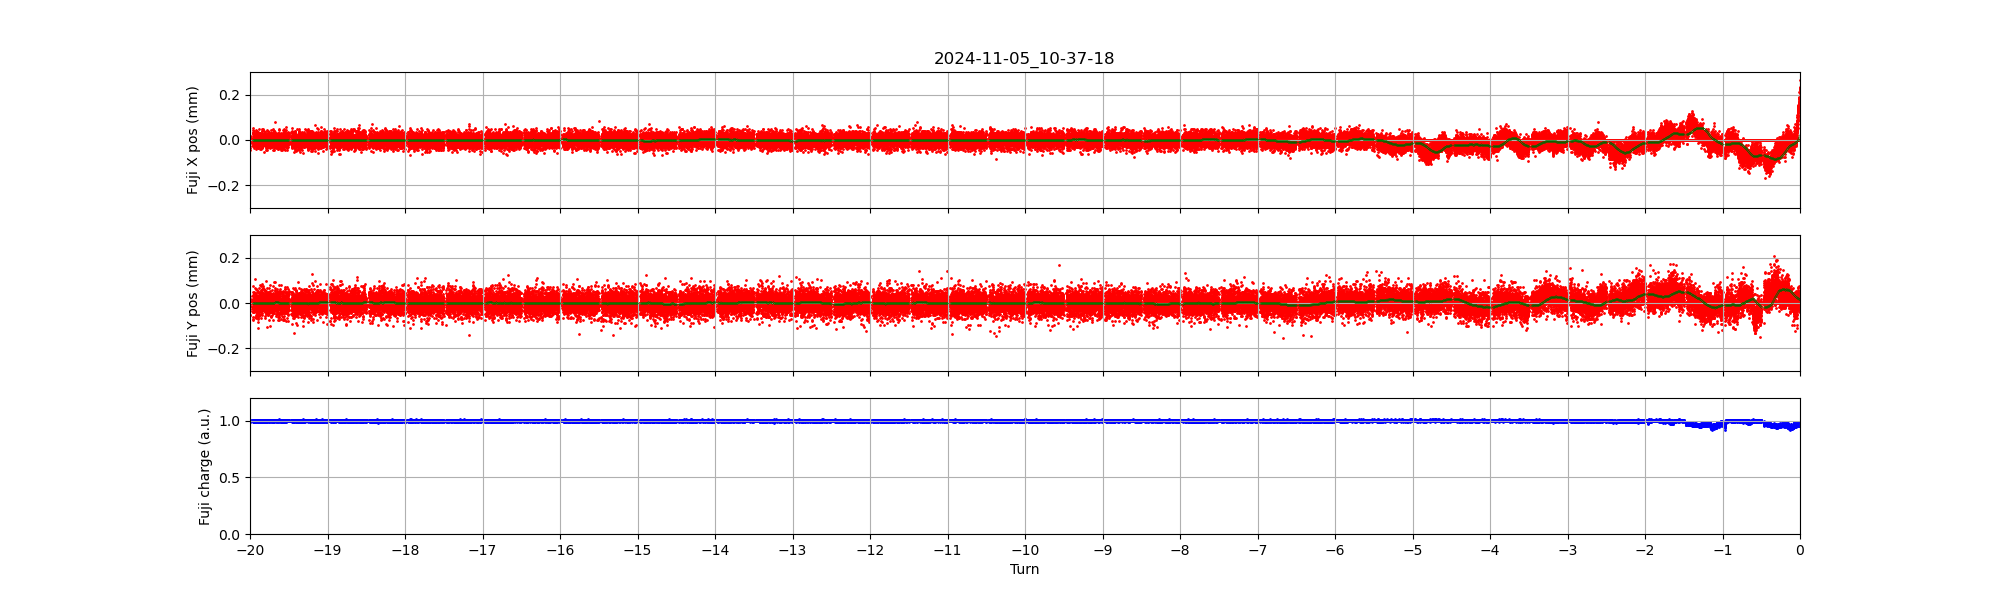 2024-11-05_10-37-18
Fuji X pos (mm)
0.2
0.0
−0.2
Fuji Y pos (mm)
0.2
0.0
−0.2
Fuji charge (a.u.)
1.0
0.5
0.0
−20 −19 −18 −17 −16 −15 −14 −13 −12 −11 −10 −9 −8 −7 −6 −5 −4 −3 −2 −1 0
Turn